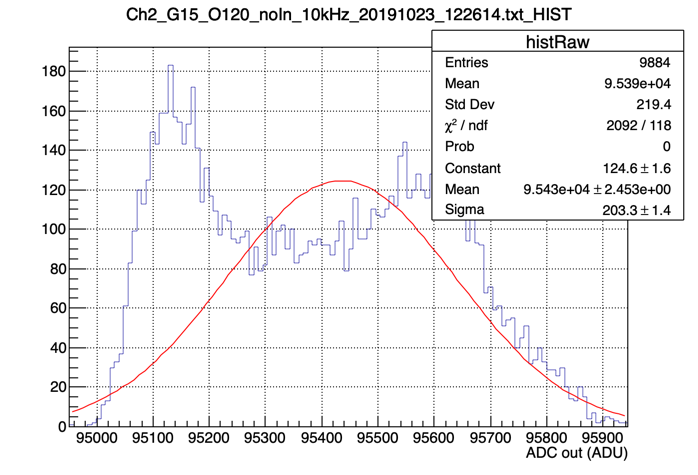 Ch2_G15_O120_noIn_10kHz_20191023_122614.txt_HIST
histRaw
Entries 9884
Mean 9.539e+04
Std Dev 219.4
χ² / ndf 2092 / 118
Prob 0
Constant 124.6 ± 1.6
Mean 9.543e+04 ± 2.453e+00
Sigma 203.3 ± 1.4
180
160
140
120
100
80
60
40
20
0
95000 95100 95200 95300 95400 95500 95600 95700 95800 95900
ADC out (ADU)